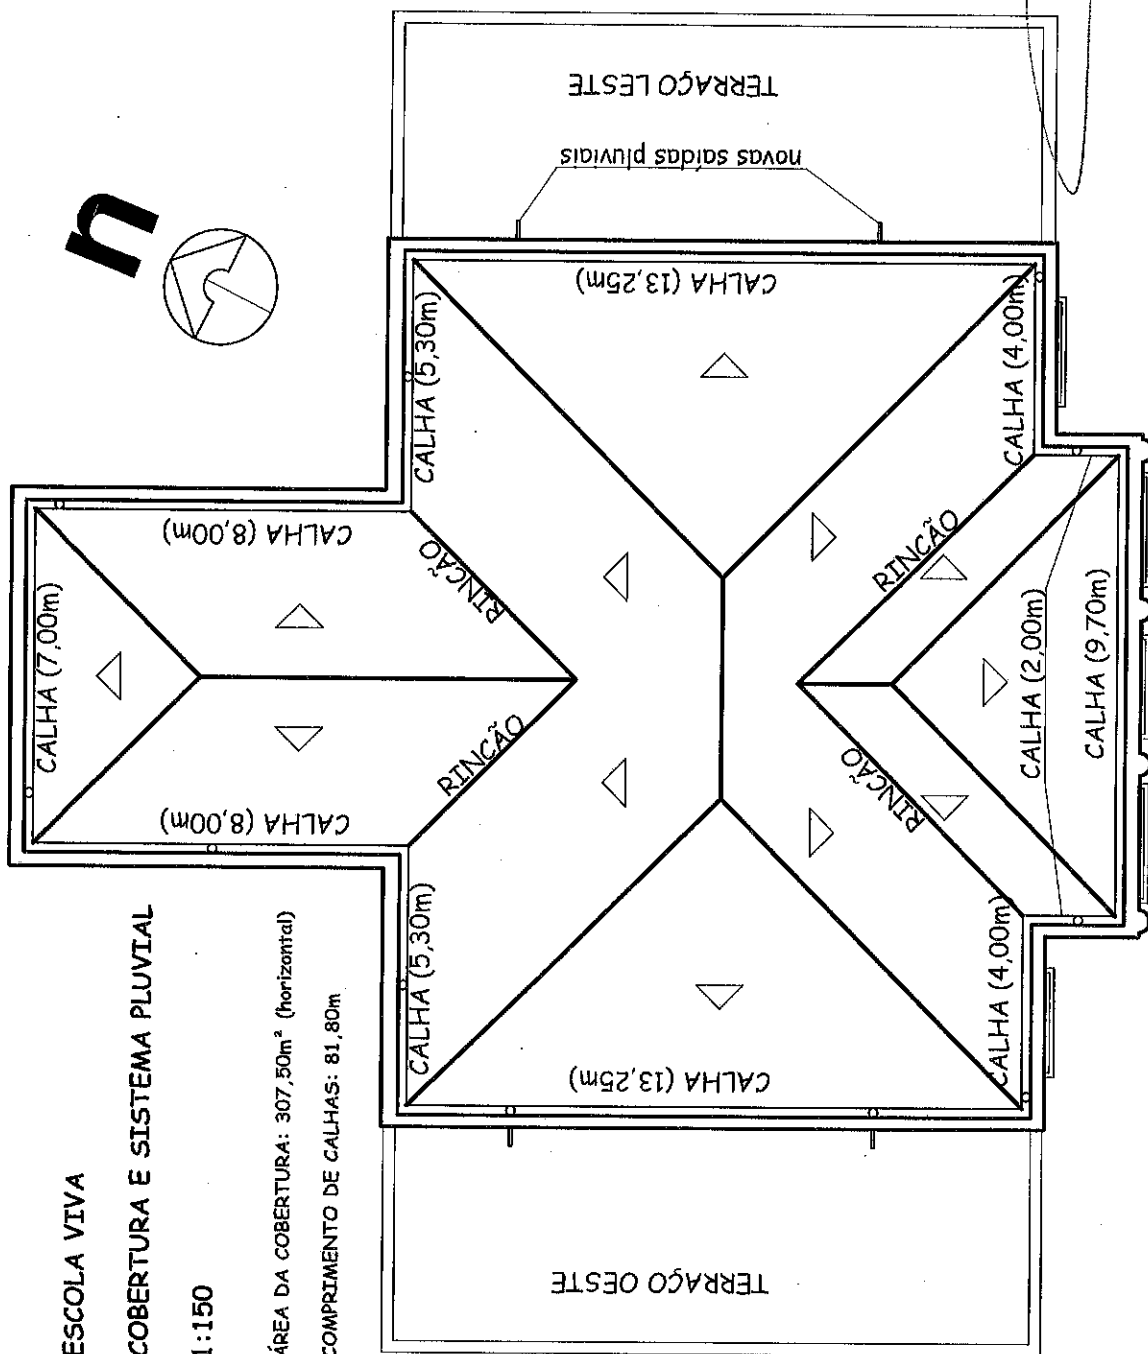 ESCOLA VIVA
COBERTURA E SISTEMA PLUVIAL
1:150
ÁREA DA COBERTURA: 307,50m² (horizontal)
COMPRIMENTO DE CALHAS: 81,80m
n
TERRAÇO LESTE
novas saídas pluviais
CALHA (13,25m)
CALHA (5,30m)
CALHA (4,00m)
CALHA (8,00m)
RINCÃO
RINCÃO
CALHA (7,00m)
CALHA (2,00m)
CALHA (9,70m)
RINCÃO
RINCÃO
CALHA (8,00m)
CALHA (5,30m)
CALHA (4,00m)
CALHA (13,25m)
TERRAÇO OESTE